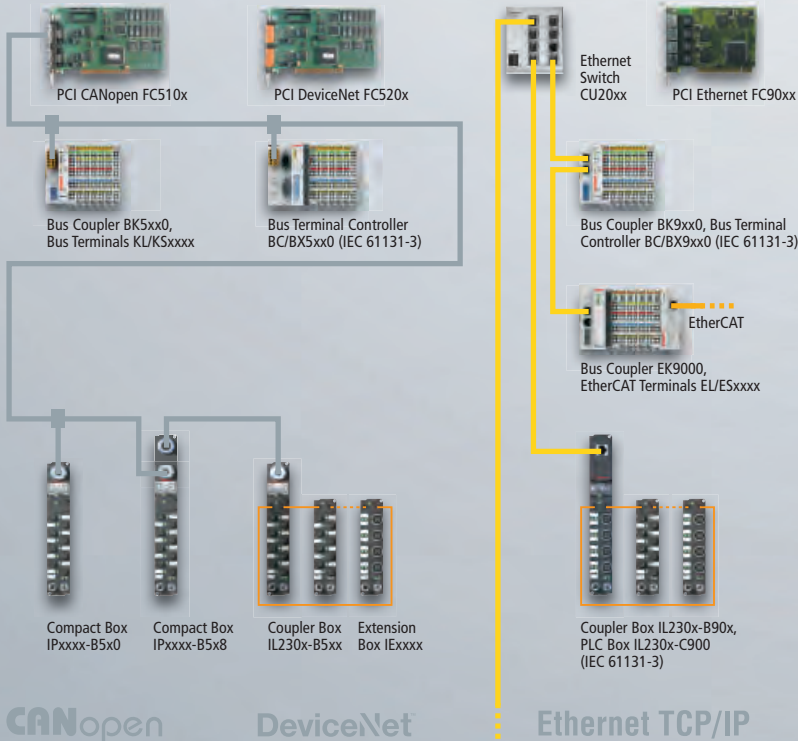 PCI CANopen FC510x
PCI DeviceNet FC520x
Ethernet
Switch
CU20xx
PCI Ethernet FC90xx
Bus Coupler BK5xx0,
Bus Terminals KL/KSxxxx
Bus Terminal Controller
BC/BX5xx0 (IEC 61131-3)
Bus Coupler BK9xx0, Bus Terminal
Controller BC/BX9xx0 (IEC 61131-3)
EtherCAT
Bus Coupler EK9000,
EtherCAT Terminals EL/ESxxxx
Compact Box
IPxxxx-B5x0
Compact Box
IPxxxx-B5x8
Coupler Box
IL230x-B5xx
Extension
Box IExxxx
Coupler Box IL230x-B90x,
PLC Box IL230x-C900
(IEC 61131-3)
CANopen
DeviceNet
Ethernet TCP/IP